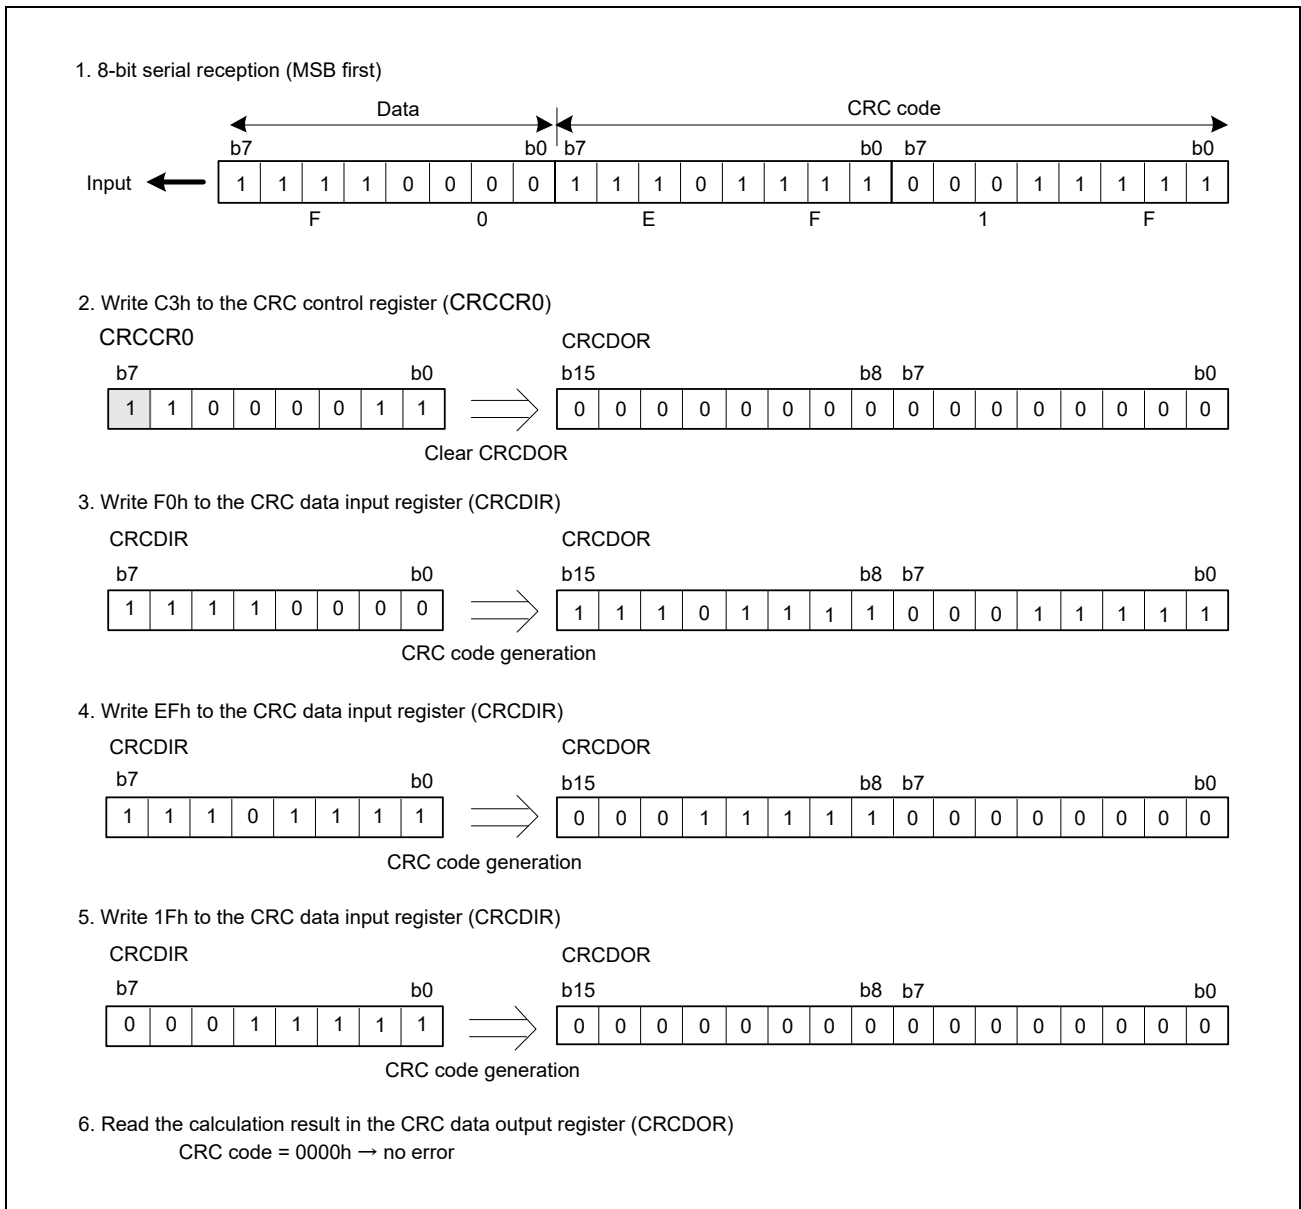 1. 8-bit serial reception (MSB first)
Data CRC code
b7 b0 b7 b0 b7 b0
Input 1 1 1 1 0 0 0 0 1 1 1 0 1 1 1 1 0 0 0 1 1 1 1 1
F 0 E F 1 F
2. Write C3h to the CRC control register (CRCCR0)
CRCCR0 CRCDOR
b7 b0 b15 b8 b7 b0
1 1 0 0 0 0 1 1 0 0 0 0 0 0 0 0 0 0 0 0 0 0 0 0
Clear CRCDOR
3. Write F0h to the CRC data input register (CRCDIR)
CRCDIR CRCDOR
b7 b0 b15 b8 b7 b0
1 1 1 1 0 0 0 0 1 1 1 0 1 1 1 1 0 0 0 1 1 1 1 1
CRC code generation
4. Write EFh to the CRC data input register (CRCDIR)
CRCDIR CRCDOR
b7 b0 b15 b8 b7 b0
1 1 1 0 1 1 1 1 0 0 0 1 1 1 1 1 0 0 0 0 0 0 0 0
CRC code generation
5. Write 1Fh to the CRC data input register (CRCDIR)
CRCDIR CRCDOR
b7 b0 b15 b8 b7 b0
0 0 0 1 1 1 1 1 0 0 0 0 0 0 0 0 0 0 0 0 0 0 0 0
CRC code generation
6. Read the calculation result in the CRC data output register (CRCDOR)
CRC code = 0000h → no error